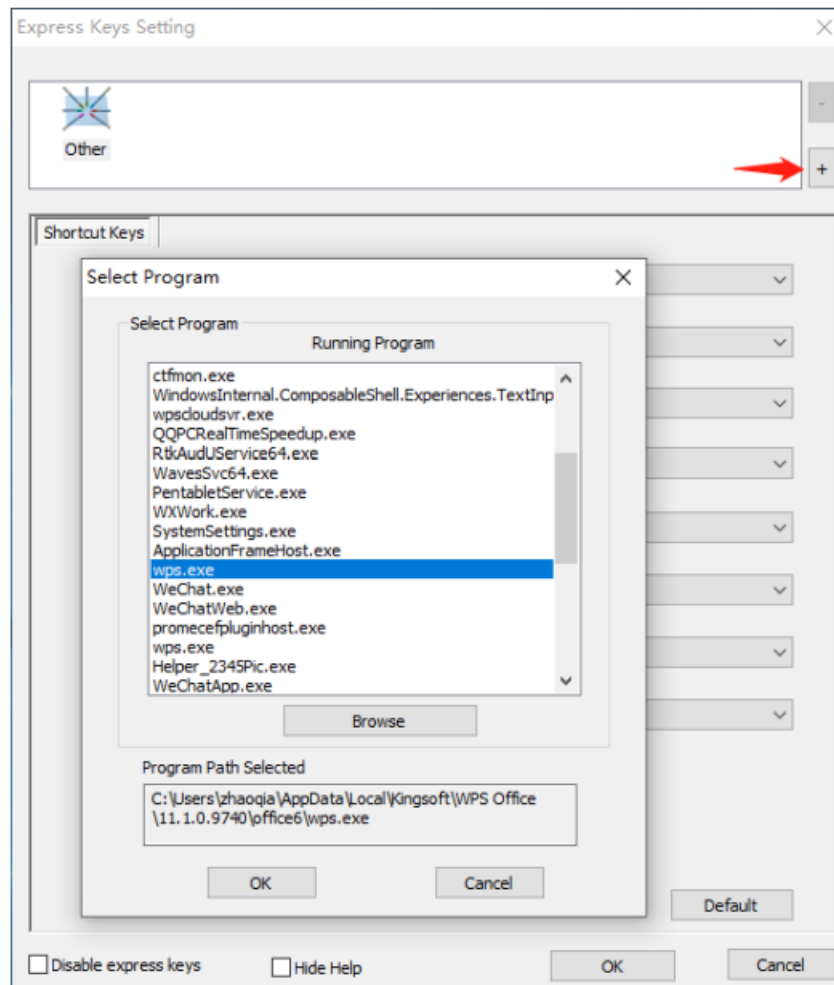 Express Keys Setting
Other
-
+
Shortcut Keys
Select Program
Select Program
Running Program
ctfmon.exe
WindowsInternal.ComposableShell.Experiences.TextInp
wpscloudsvr.exe
QQPCRealTimeSpeedup.exe
RtkAudUService64.exe
WavesSvc64.exe
PentabletService.exe
WXWork.exe
SystemSettings.exe
ApplicationFrameHost.exe
wps.exe
WeChat.exe
WeChatWeb.exe
promecefpluginhost.exe
wps.exe
Helper_2345Pic.exe
WeChatApp.exe
Browse
Program Path Selected
C:\Users\zhaoqia\AppData\Local\Kingsoft\WPS Office
\11.1.0.9740\office6\wps.exe
OK
Cancel
Default
Disable express keys
Hide Help
OK
Cancel